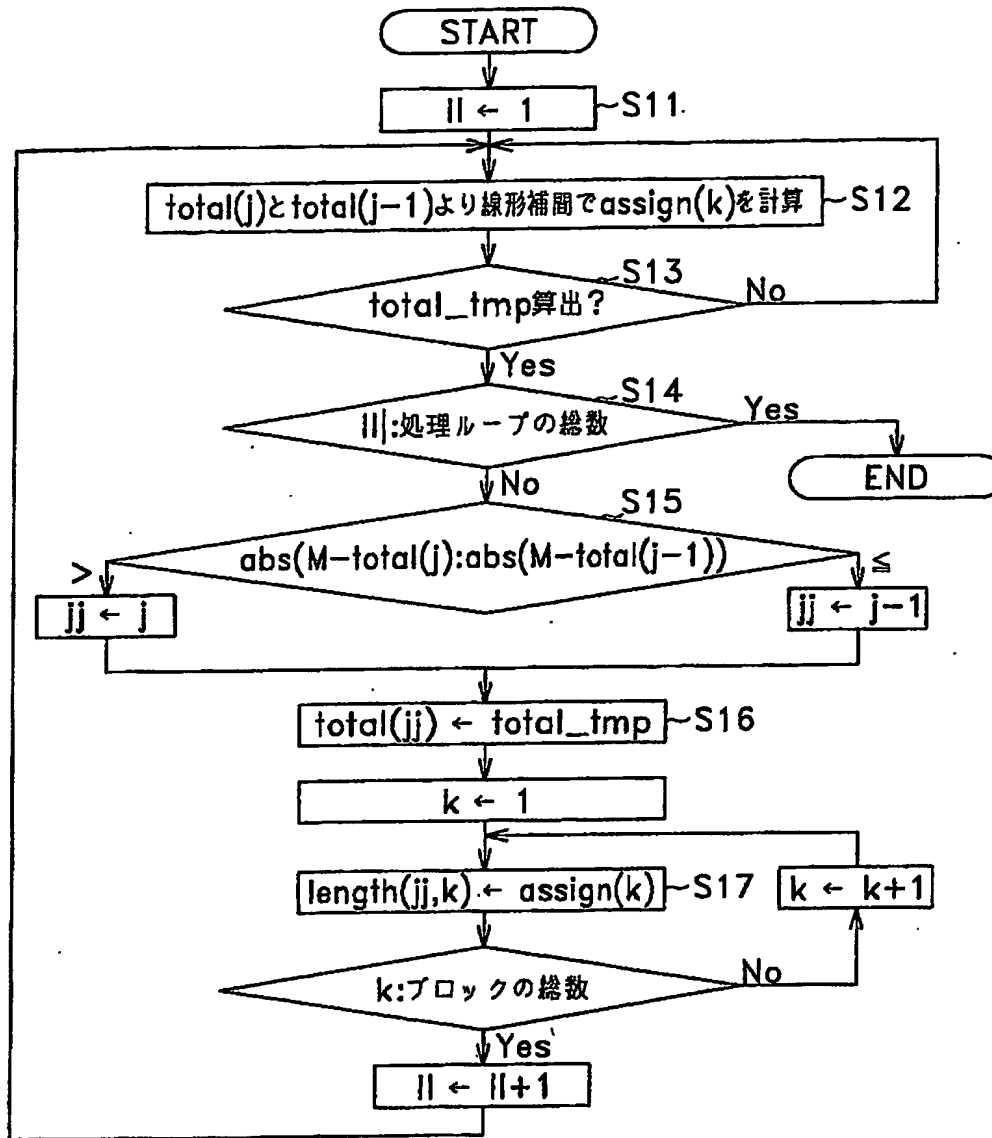 START
ll ← 1
S11
total(j)とtotal(j-1)より線形補間でassign(k)を計算
S12
S13
total_tmp算出?
No
Yes
S14
ll:処理ループの総数
Yes
No
END
S15
abs(M-total(j):abs(M-total(j-1))
>
≦
jj ← j
jj ← j-1
total(jj) ← total_tmp
S16
k ← 1
length(jj,k) ← assign(k)
S17
k ← k+1
k:ブロックの総数
No
Yes
ll ← ll+1